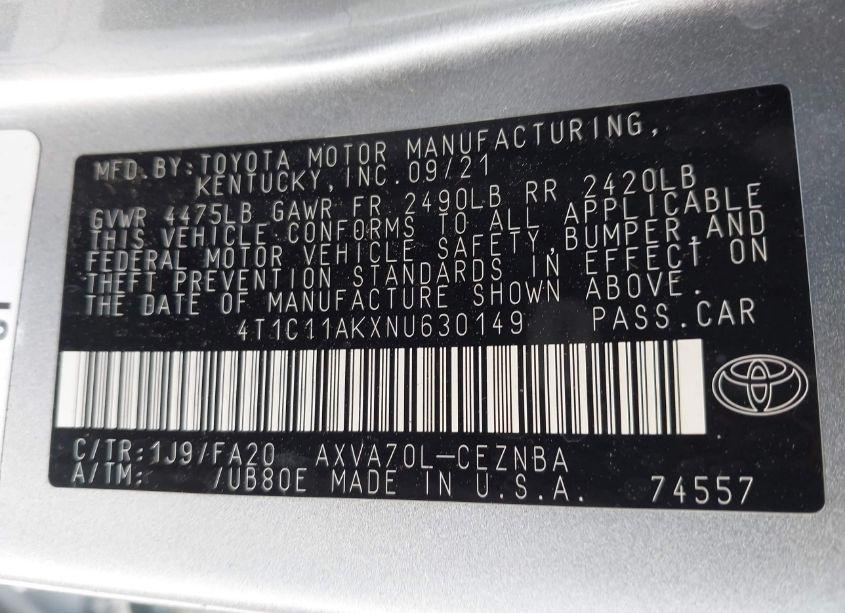 MFD.BY:TOYOTA MOTOR MANUFACTURING,
KENTUCKY,INC.09/21
GVWR 4475LB GAWR FR 2490LB RR 2420LB
THIS VEHICLE CONFORMS TO ALL APPLICABLE
FEDERAL MOTOR VEHICLE SAFETY,BUMPER,AND
THEFT PREVENTION STANDARDS IN EFFECT ON
THE DATE OF MANUFACTURE SHOWN ABOVE.
4T1C11AKXNU630149 PASS.CAR
C/TR:1J9/FA20 AXVA70L-CEZNBA
A/TM: /UB80E MADE IN U.S.A. 74557